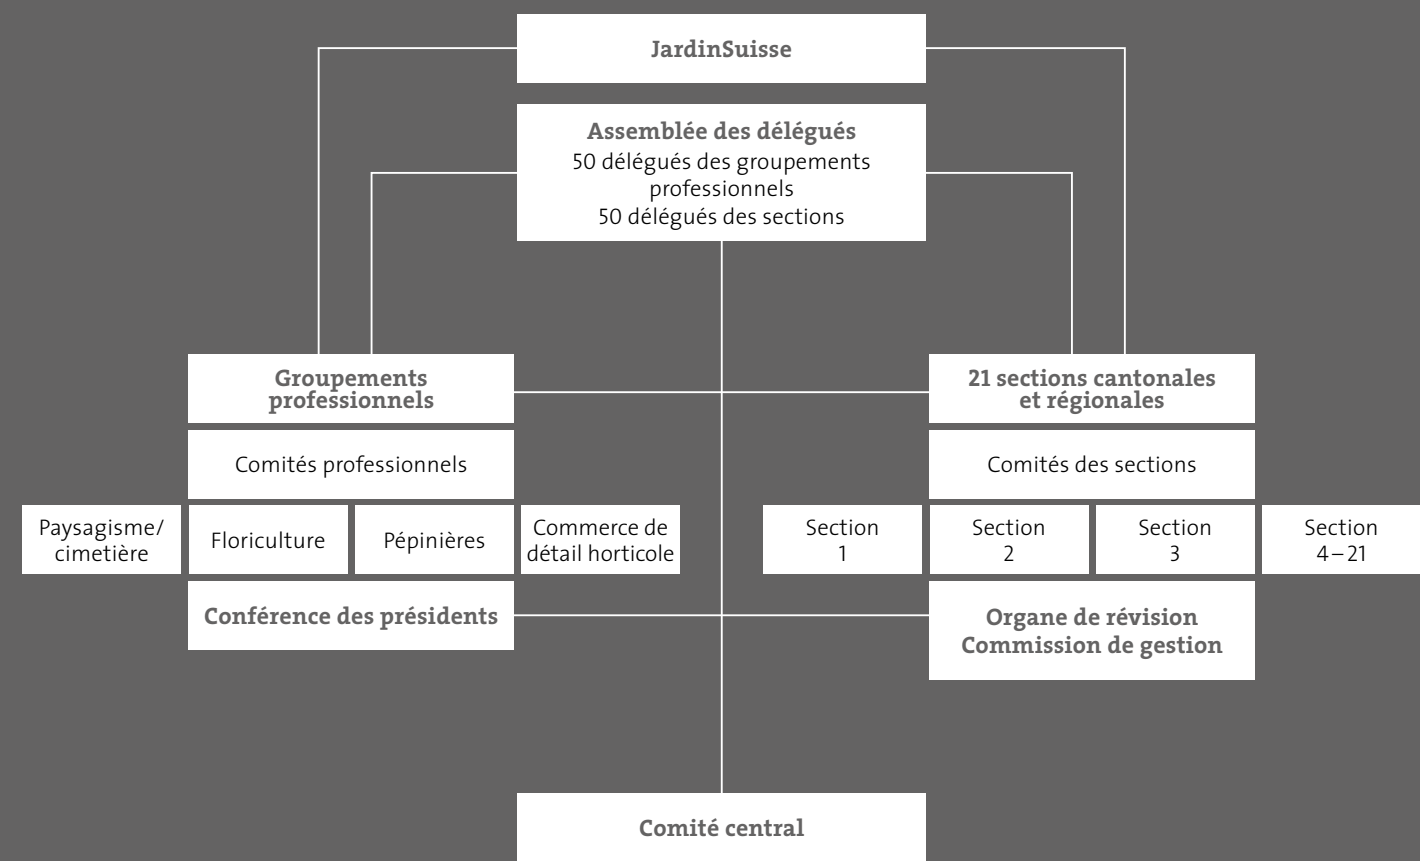 JardinSuisse
Assemblée des délégués
50 délégués des groupements
professionnels
50 délégués des sections
Groupements
professionnels
21 sections cantonales
et régionales
Comités professionnels
Comités des sections
Paysagisme/
cimetière
Floriculture
Pépinières
Commerce de
détail horticole
Section
1
Section
2
Section
3
Section
4–21
Conférence des présidents
Organe de révision
Commission de gestion
Comité central